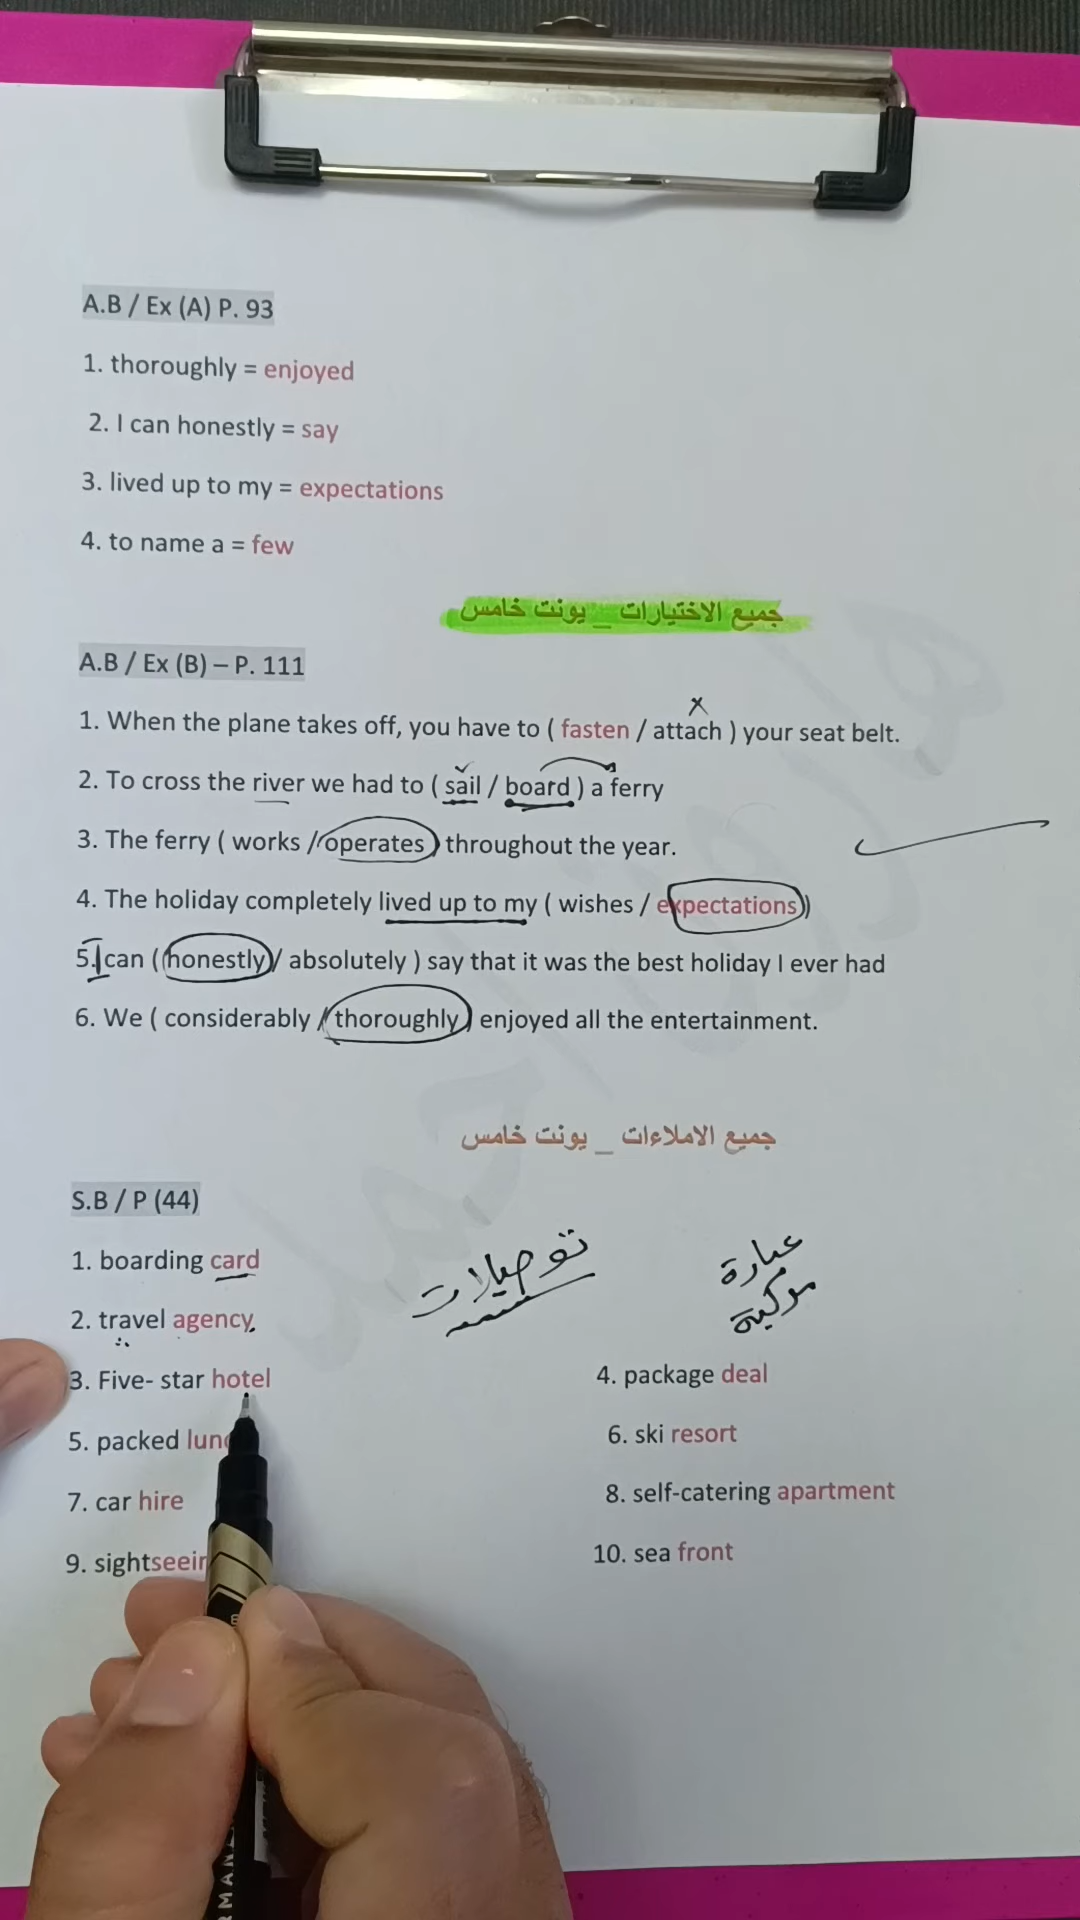 A.B / Ex (A) P. 93
1. thoroughly = enjoyed
2. I can honestly = say
3. lived up to my = expectations
4. to name a = few
جميع الاختيارات _ يونت خامس
A.B / Ex (B) – P. 111
1. When the plane takes off, you have to ( fasten / attach ) your seat belt.
2. To cross the river we had to ( sail / board ) a ferry
3. The ferry ( works / operates ) throughout the year.
4. The holiday completely lived up to my ( wishes / expectations )
5. I can ( honestly / absolutely ) say that it was the best holiday I ever had
6. We ( considerably / thoroughly ) enjoyed all the entertainment.
جميع الاملاءات _ يونت خامس
S.B / P (44)
1. boarding card
توصيلات
عبارة
مركبة
2. travel agency.
3. Five- star hotel
4. package deal
5. packed
6. ski resort
7. car hire
8. self-catering apartment
9.
10. sea front